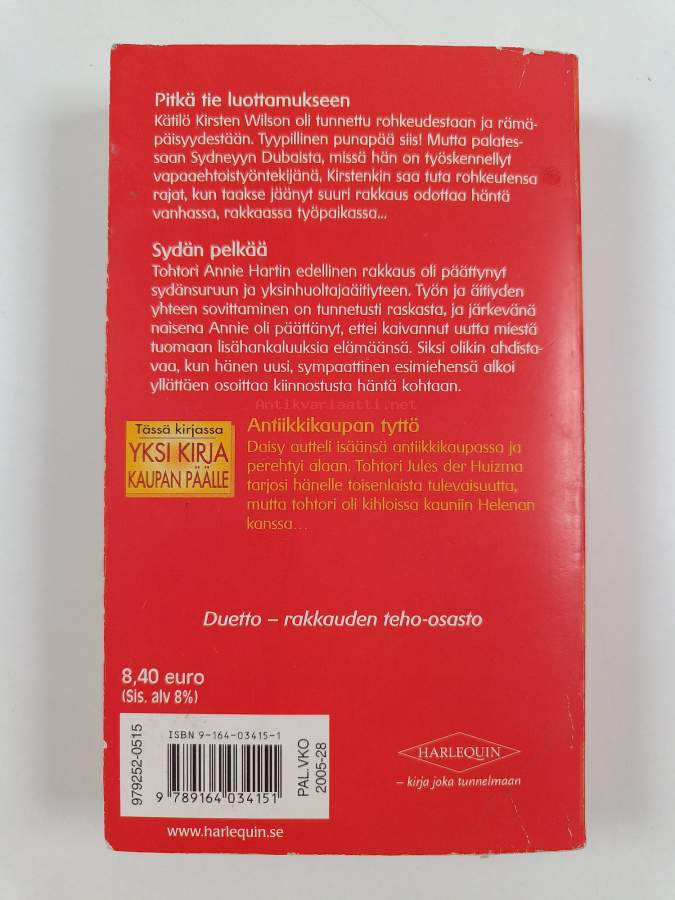 Pitkä tie luottamukseen
Kätilö Kirsten Wilson oli tunnettu rohkeudestaan ja rämä-
päisyydestään. Tyypillinen punapää siis! Mutta palates-
saan Sydneyyn Dubaista, missä hän on työskennellyt
vapaaehtoistyöntekijänä, Kirstenkin saa tuta rohkeutensa
rajat, kun taakse jäänyt suuri rakkaus odottaa häntä
vanhassa, rakkaassa työpaikassa...
Sydän pelkää
Tohtori Annie Hartin edellinen rakkaus oli päättynyt
sydänsuruun ja yksinhuoltajaäitiyteen. Työn ja äitiyden
yhteen sovittaminen on tunnetusti raskasta, ja järkevänä
naisena Annie oli päättänyt, ettei kaivannut uutta miestä
tuomaan lisähankaluuksia elämäänsä. Siksi olikin ahdista-
vaa, kun hänen uusi, sympaattinen esimiehensä alkoi
yllättäen osoittaa kiinnostusta häntä kohtaan.
Antikvariaatti.net
Tässä kirjassa
YKSI KIRJA
KAUPAN PÄÄLLE
Antiikkikaupan tyttö
Daisy autteli isäänsä antiikkikaupassa ja
perehtyi alaan. Tohtori Jules der Huizma
tarjosi hänelle toisenlaista tulevaisuutta,
mutta tohtori oli kihloissa kauniin Helenan
kanssa...
Duetto – rakkauden teho-osasto
8,40 euro
(Sis. alv 8%)
979252-0515
ISBN 9-164-03415-1
9 789164 034151
PAL.VKO
2005-28
www.harlequin.se
HARLEQUIN
– kirja joka tunnelmaan